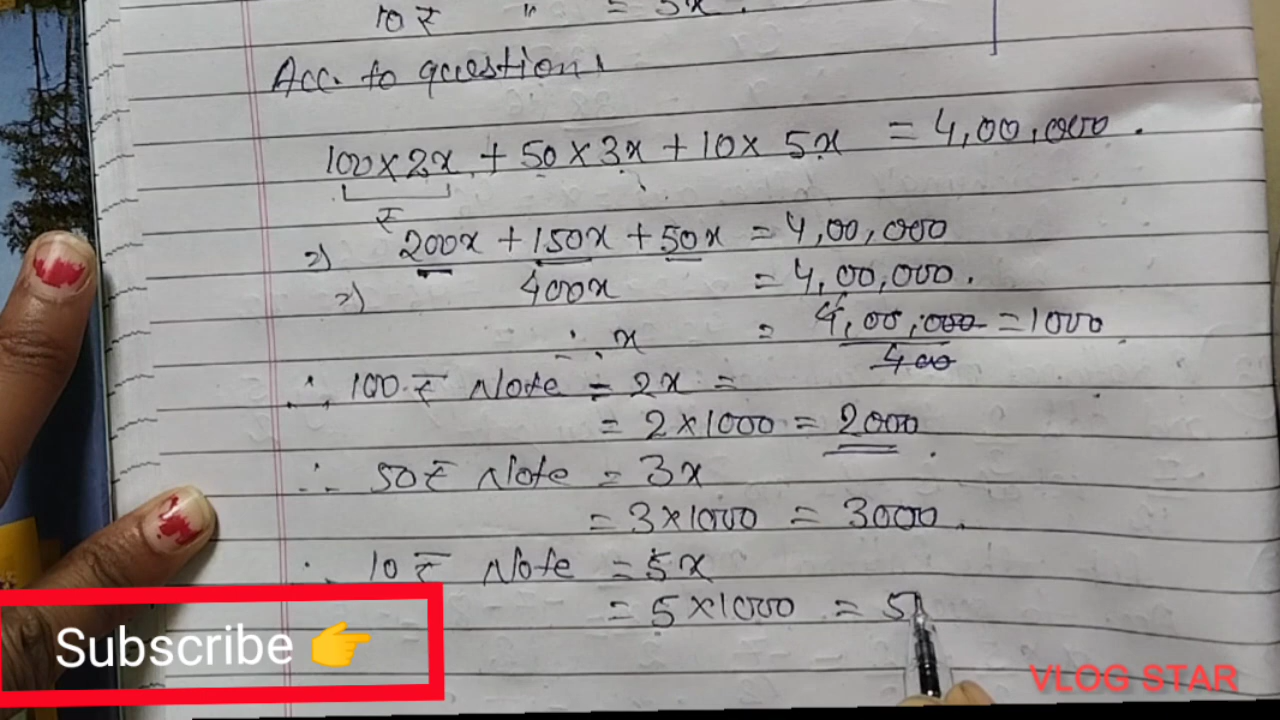 10 ₹ " = 5x .
Acc. to question,
100 × 2x + 50 × 3x + 10 × 5x = 4,00,000 .
₹
⇒) 200x + 150x + 50x = 4,00,000
⇒) 400x = 4,00,000 .
∴ x = 4,00,000 / 400 = 1000
∴ 100 ₹ Note = 2x =
= 2 × 1000 = 2000 .
∴ 50 ₹ Note = 3x
= 3 × 1000 = 3000 .
∴ 10 ₹ Note = 5x
= 5 × 1000 = 5
Subscribe 👉
VLOG STAR